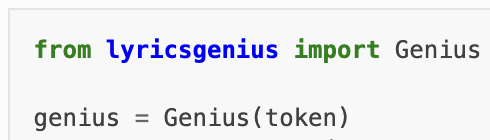 from lyricsgenius import Genius
genius = Genius(token)